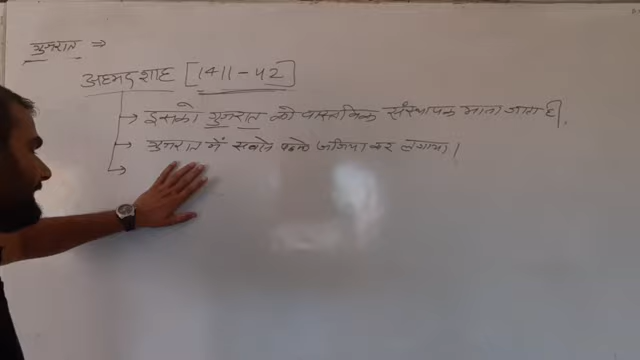 गुजरात ⇒
अहमदशाह [1411-42]
→ इसको गुजरात का वास्तविक संस्थापक माना जाता है,
→ गुजरात में सबसे पहले जजिया कर लगाया।
→